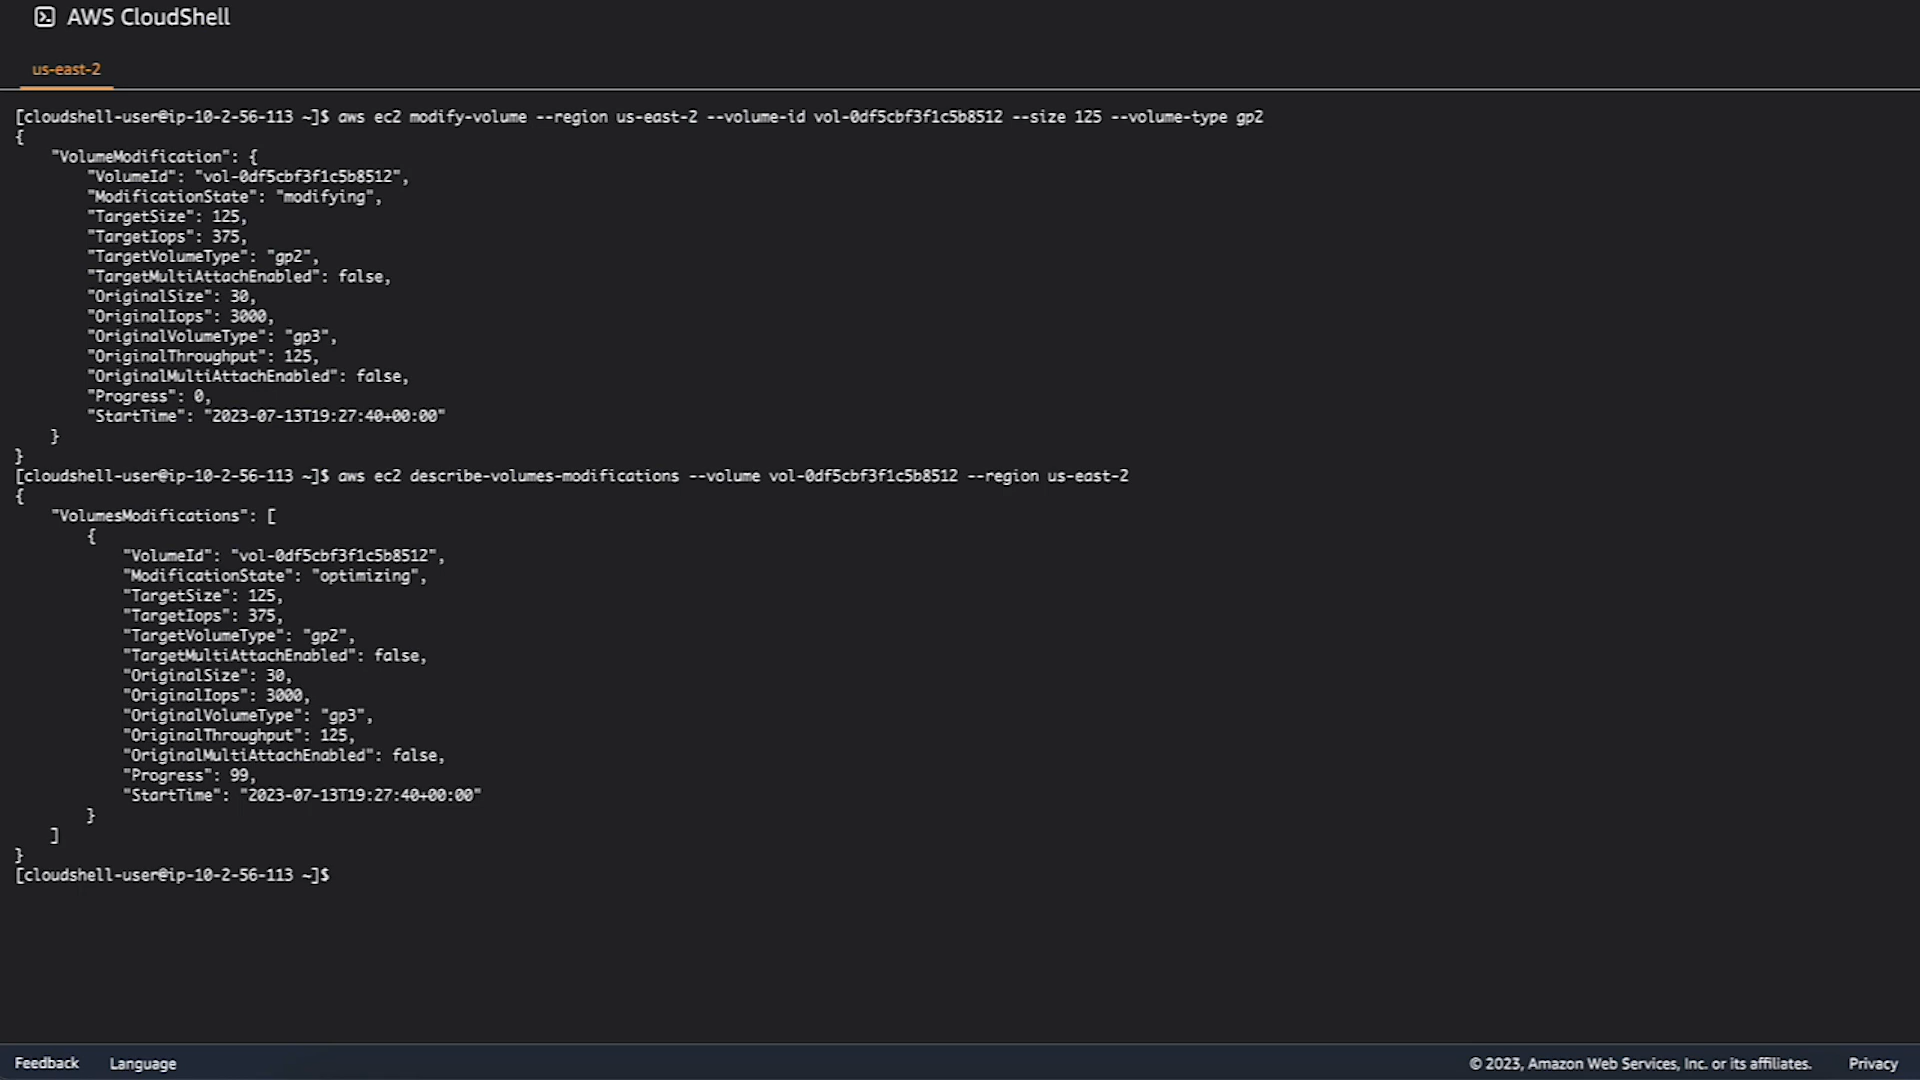 AWS CloudShell
us-east-2
[cloudshell-user@ip-10-2-56-113 ~]$ aws ec2 modify-volume --region us-east-2 --volume-id vol-0df5cbf3f1c5b8512 --size 125 --volume-type gp2
{
    "VolumeModification": {
        "VolumeId": "vol-0df5cbf3f1c5b8512",
        "ModificationState": "modifying",
        "TargetSize": 125,
        "TargetIops": 375,
        "TargetVolumeType": "gp2",
        "TargetMultiAttachEnabled": false,
        "OriginalSize": 30,
        "OriginalIops": 3000,
        "OriginalVolumeType": "gp3",
        "OriginalThroughput": 125,
        "OriginalMultiAttachEnabled": false,
        "Progress": 0,
        "StartTime": "2023-07-13T19:27:40+00:00"
    }
}
[cloudshell-user@ip-10-2-56-113 ~]$ aws ec2 describe-volumes-modifications --volume vol-0df5cbf3f1c5b8512 --region us-east-2
{
    "VolumesModifications": [
        {
            "VolumeId": "vol-0df5cbf3f1c5b8512",
            "ModificationState": "optimizing",
            "TargetSize": 125,
            "TargetIops": 375,
            "TargetVolumeType": "gp2",
            "TargetMultiAttachEnabled": false,
            "OriginalSize": 30,
            "OriginalIops": 3000,
            "OriginalVolumeType": "gp3",
            "OriginalThroughput": 125,
            "OriginalMultiAttachEnabled": false,
            "Progress": 99,
            "StartTime": "2023-07-13T19:27:40+00:00"
        }
    ]
}
[cloudshell-user@ip-10-2-56-113 ~]$
Feedback Language © 2023, Amazon Web Services, Inc. or its affiliates. Privacy